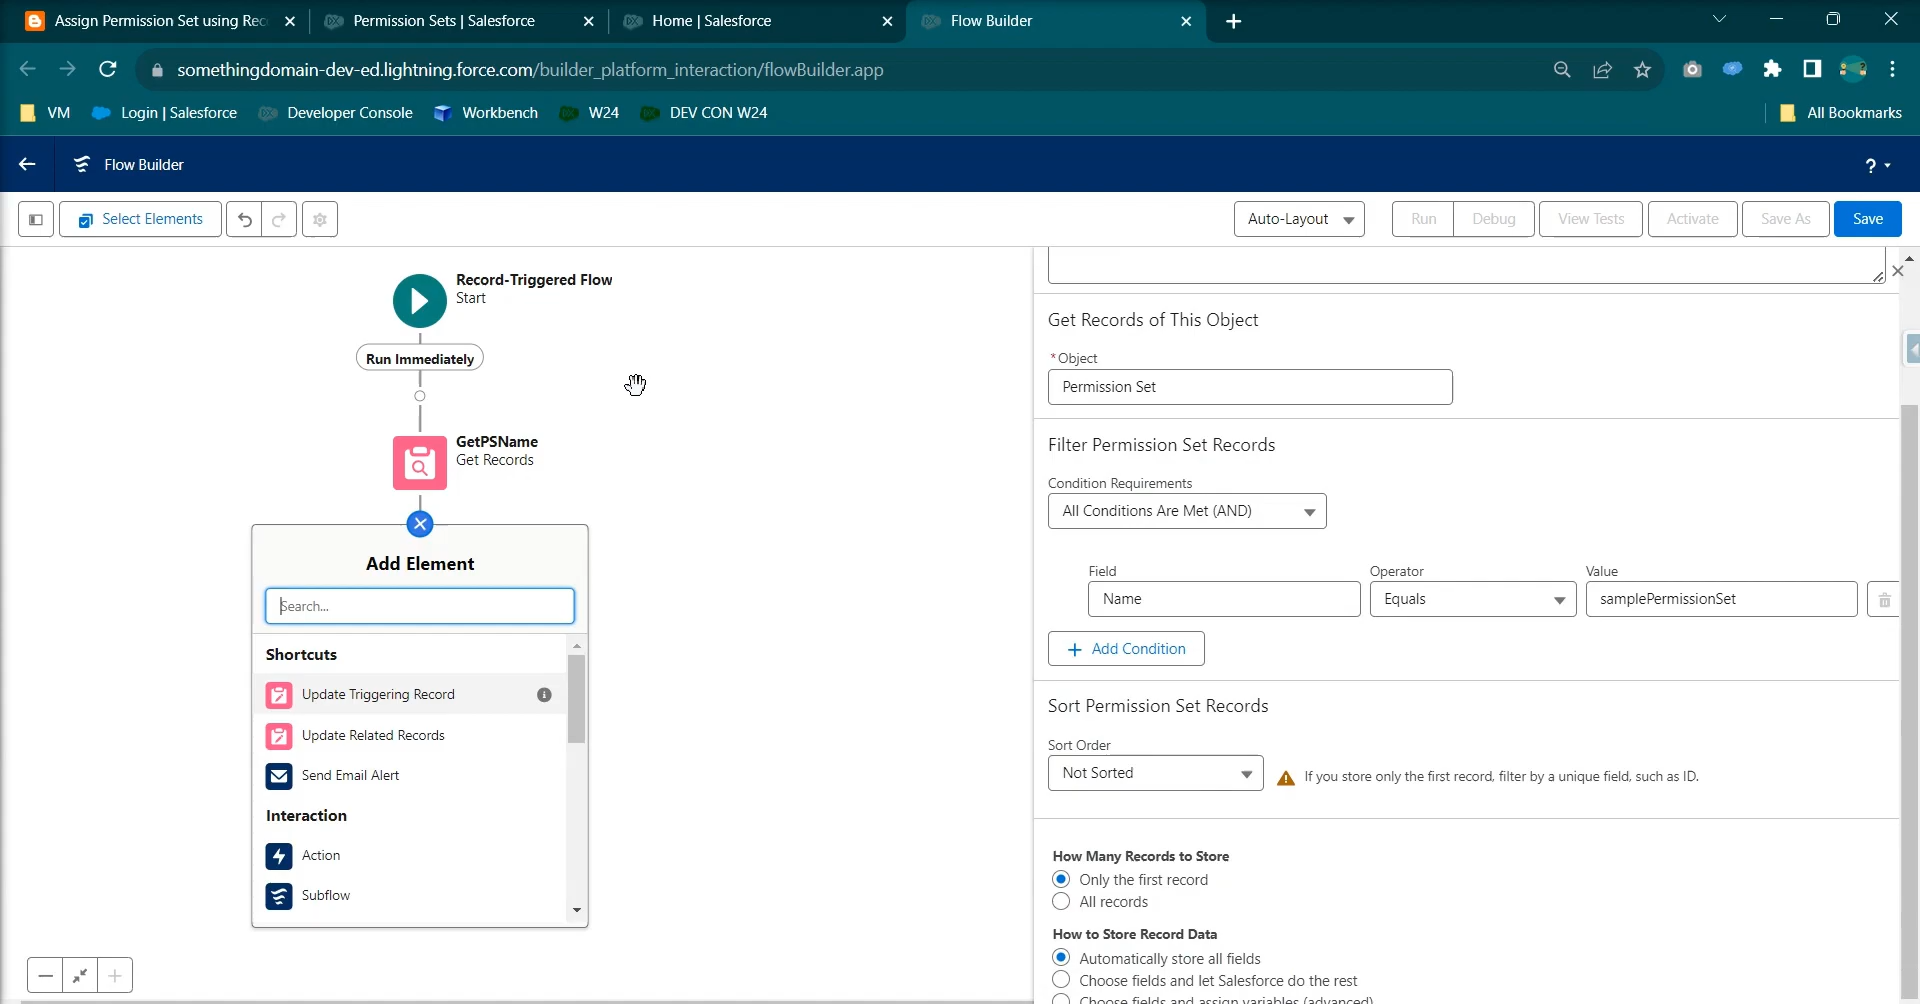 Assign Permission Set using Rec
Permission Sets | Salesforce
Home | Salesforce
Flow Builder
somethingdomain-dev-ed.lightning.force.com/builder_platform_interaction/flowBuilder.app
VM
Login | Salesforce
Developer Console
Workbench
W24
DEV CON W24
All Bookmarks
Flow Builder
?
Select Elements
Auto-Layout
Run
Debug
View Tests
Activate
Save As
Save
Record-Triggered Flow
Start
Run Immediately
GetPSName
Get Records
Add Element
Search...
Shortcuts
Update Triggering Record
Update Related Records
Send Email Alert
Interaction
Action
Subflow
Get Records of This Object
* Object
Permission Set
Filter Permission Set Records
Condition Requirements
All Conditions Are Met (AND)
Field
Operator
Value
Name
Equals
samplePermissionSet
+ Add Condition
Sort Permission Set Records
Sort Order
Not Sorted
If you store only the first record, filter by a unique field, such as ID.
How Many Records to Store
Only the first record
All records
How to Store Record Data
Automatically store all fields
Choose fields and let Salesforce do the rest
Choose fields and assign variables (advanced)